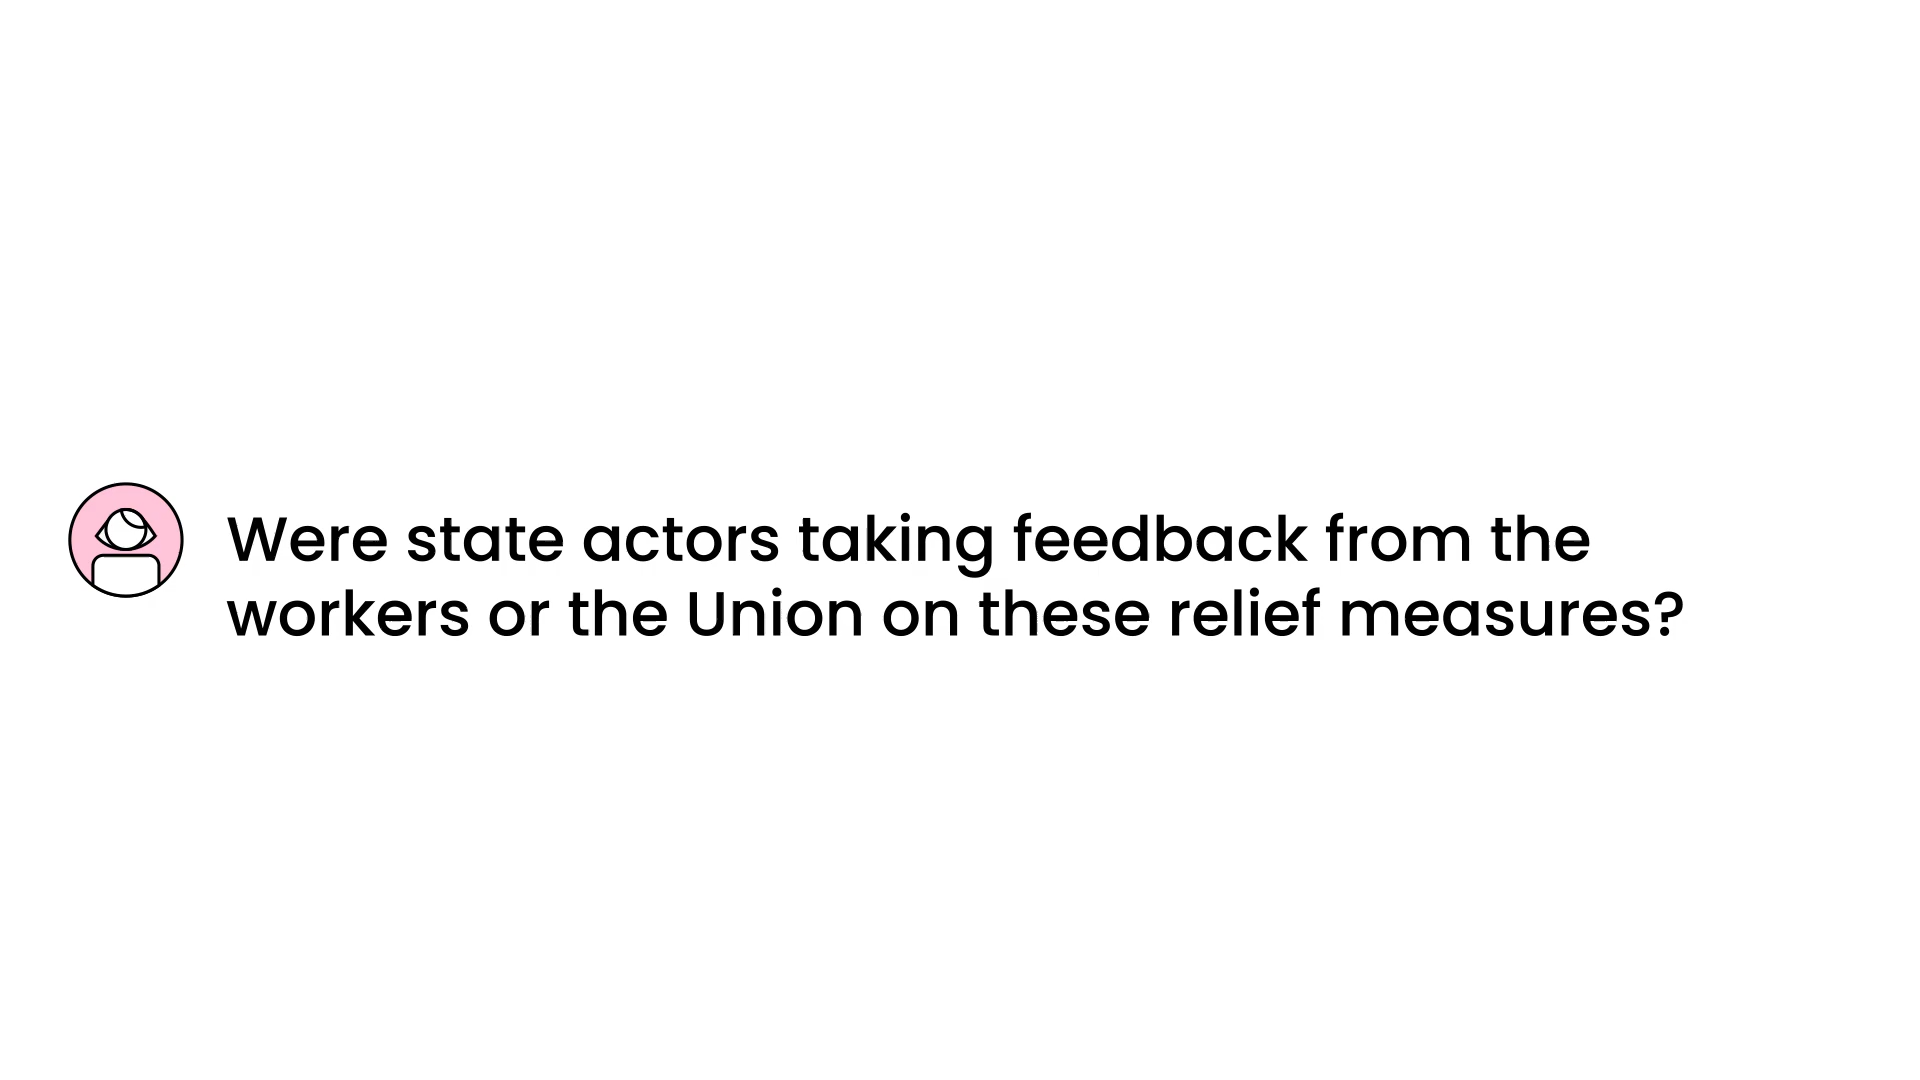 Were state actors taking feedback from the
workers or the Union on these relief measures?